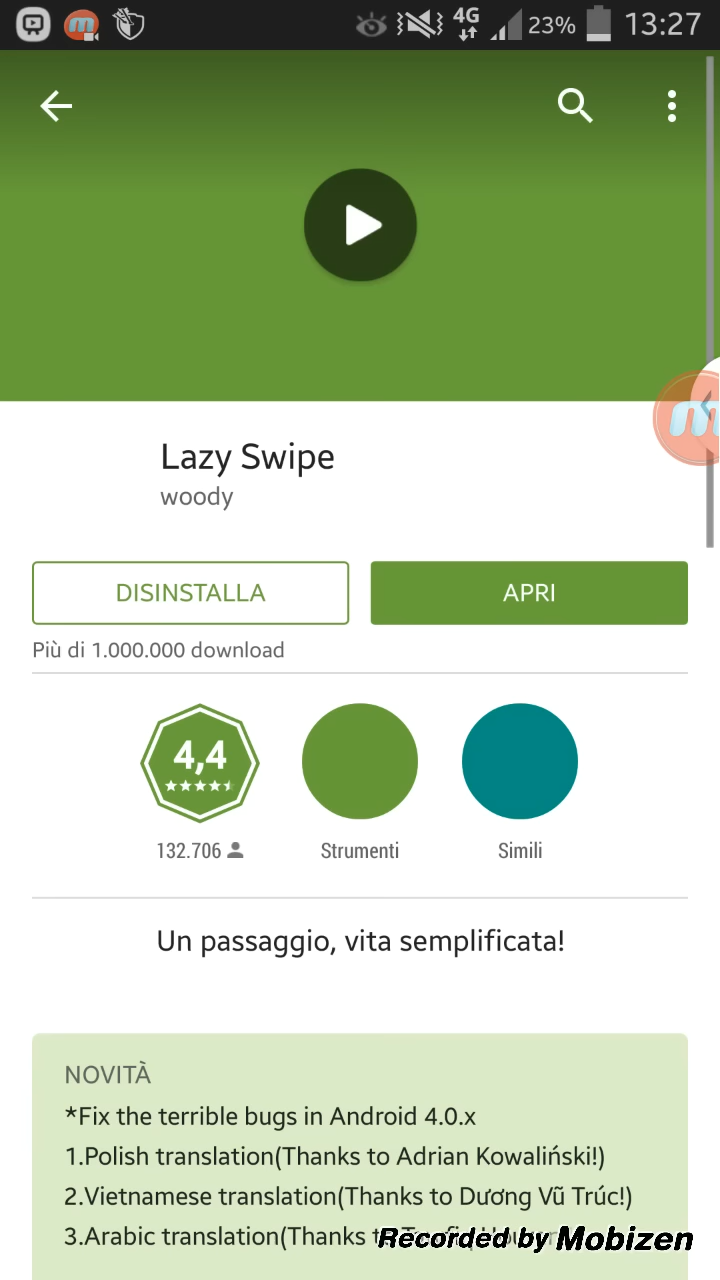 4G 23% 13:27
Lazy Swipe
woody
DISINSTALLA APRI
Più di 1.000.000 download
4,4
132.706 Strumenti Simili
Un passaggio, vita semplificata!
NOVITÀ
*Fix the terrible bugs in Android 4.0.x
1.Polish translation(Thanks to Adrian Kowaliński!)
2.Vietnamese translation(Thanks to Dương Vũ Trúc!)
3.Arabic translation(Thanks
Recorded by Mobizen